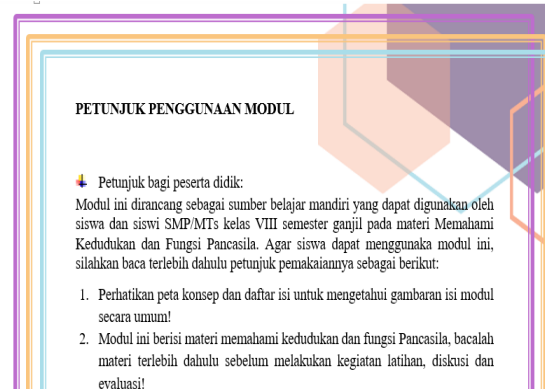 PETUNJUK PENGGUNAAN MODUL
Petunjuk bagi peserta didik:
Modul ini dirancang sebagai sumber belajar mandiri yang dapat digunakan oleh
siswa dan siswi SMP/MTs kelas VIII semester ganjil pada materi Memahami
Kedudukan dan Fungsi Pancasila. Agar siswa dapat menggunaka modul ini,
silahkan baca terlebih dahulu petunjuk pemakaiannya sebagai berikut:
1. Perhatikan peta konsep dan daftar isi untuk mengetahui gambaran isi modul
secara umum!
2. Modul ini berisi materi memahami kedudukan dan fungsi Pancasila, bacalah
materi terlebih dahulu sebelum melakukan kegiatan latihan, diskusi dan
evaluasi!